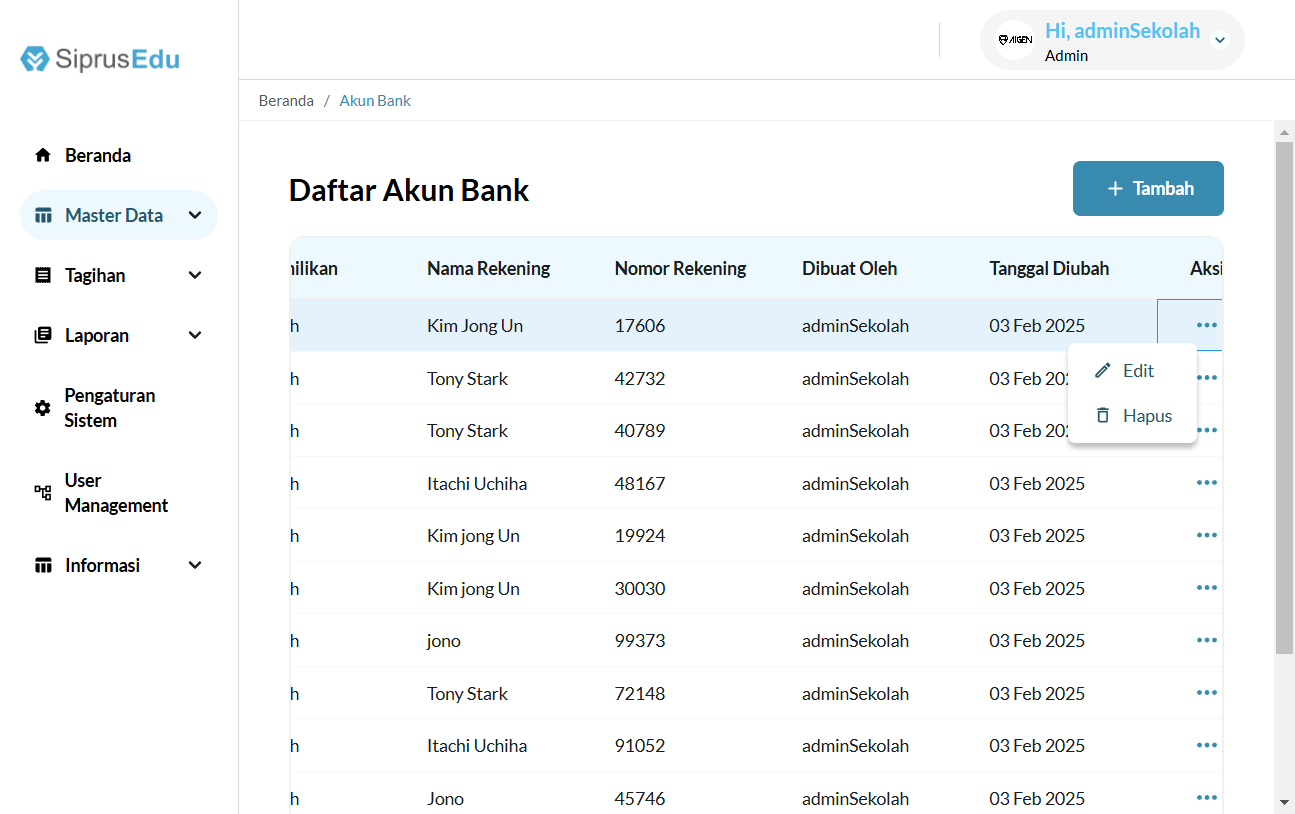 SiprusEdu
AIGEN
Hi, adminSekolah
Admin
Beranda / Akun Bank
Beranda
Master Data
Tagihan
Laporan
Pengaturan
Sistem
User
Management
Informasi
Daftar Akun Bank
+ Tambah
Nama Rekening Nomor Rekening Dibuat Oleh Tanggal Diubah Aksi
h Kim Jong Un 17606 adminSekolah 03 Feb 2025 •••
h Tony Stark 42732 adminSekolah 03 Feb •••
h Tony Stark 40789 adminSekolah 03 Feb •••
h Itachi Uchiha 48167 adminSekolah 03 Feb 2025 •••
h Kim jong Un 19924 adminSekolah 03 Feb 2025 •••
h Kim jong Un 30030 adminSekolah 03 Feb 2025 •••
h jono 99373 adminSekolah 03 Feb 2025 •••
h Tony Stark 72148 adminSekolah 03 Feb 2025 •••
h Itachi Uchiha 91052 adminSekolah 03 Feb 2025 •••
h Jono 45746 adminSekolah 03 Feb 2025 •••
Edit
Hapus